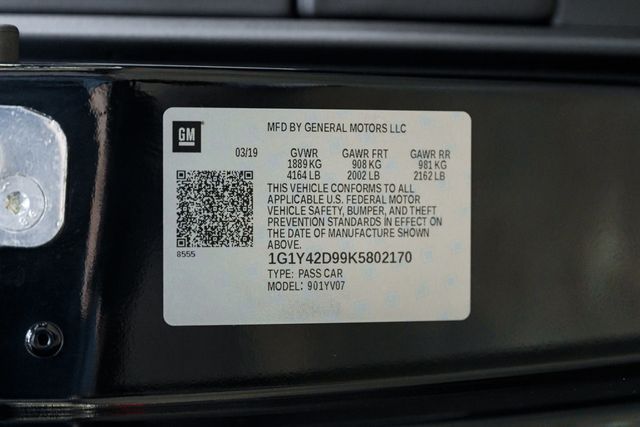 GM
MFD BY GENERAL MOTORS LLC
03/19 GVWR GAWR FRT GAWR RR
1889 KG 908 KG 981 KG
4164 LB 2002 LB 2162 LB
THIS VEHICLE CONFORMS TO ALL
APPLICABLE U.S. FEDERAL MOTOR
VEHICLE SAFETY, BUMPER, AND THEFT
PREVENTION STANDARDS IN EFFECT ON
THE DATE OF MANUFACTURE SHOWN
ABOVE.
8555
1G1Y42D99K5802170
TYPE: PASS CAR
MODEL: 901YV07